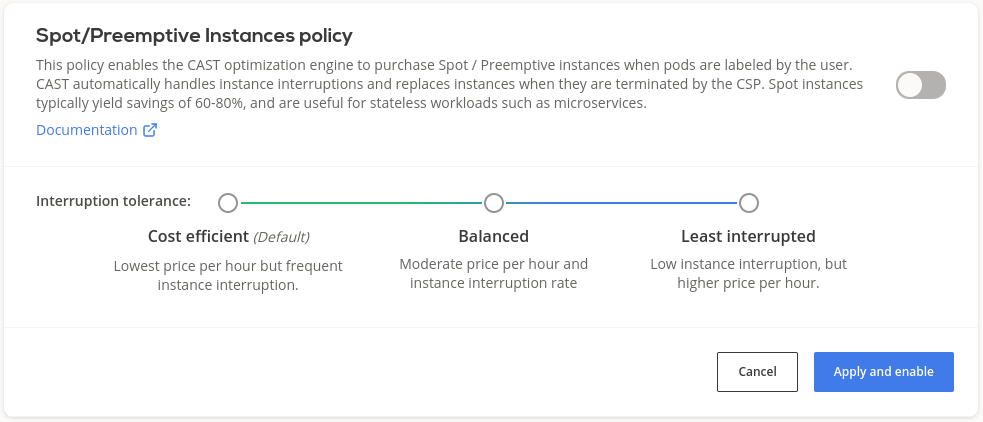 Spot/Preemptive Instances policy
This policy enables the CAST optimization engine to purchase Spot / Preemptive instances when pods are labeled by the user.
CAST automatically handles instance interruptions and replaces instances when they are terminated by the CSP. Spot instances
typically yield savings of 60-80%, and are useful for stateless workloads such as microservices.
Documentation
Interruption tolerance:
Cost efficient (Default)
Lowest price per hour but frequent
instance interruption.
Balanced
Moderate price per hour and
instance interruption rate
Least interrupted
Low instance interruption, but
higher price per hour.
Cancel
Apply and enable